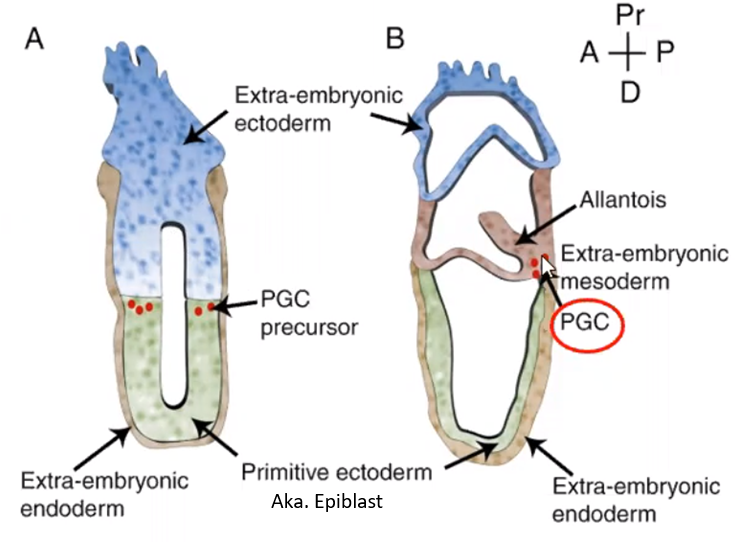 A
B
Pr
A
P
D
Extra-embryonic
ectoderm
Allantois
Extra-embryonic
mesoderm
PGC
precursor
PGC
Extra-embryonic
endoderm
Primitive ectoderm
Aka. Epiblast
Extra-embryonic
endoderm